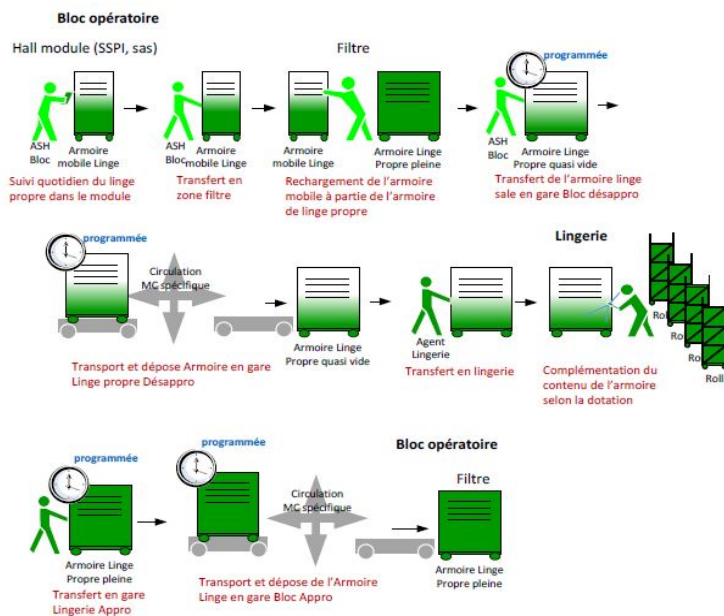 Bloc opératoire
Hall module (SSPI, sas)
Filtre
programmée
ASH
Bloc
Armoire
mobile Linge
ASH
Bloc
Armoire
mobile Linge
Armoire
mobile Linge
Armoire Linge
Propre pleine
ASH
Bloc
Armoire Linge
Propre quasi vide
Suivi quotidien du linge
propre dans le module
Transfert en
zone filtre
Rechargement de l'armoire
mobile à partie de l'armoire
de linge propre
Transfert de l'armoire linge
sale en gare Bloc désappro
programmée
Lingerie
Circulation
MC spécifique
Armoire Linge
Propre quasi vide
Agent
Lingerie
Rol
Ro
Ro
Roll
Transport et dépose Armoire en gare
Linge propre Désappro
Transfert en lingerie
Complémentation du
contenu de l'armoire
selon la dotation
programmée
programmée
Bloc opératoire
Filtre
Circulation
MC spécifique
Armoire Linge
Propre pleine
Armoire Linge
Propre pleine
Transfert en gare
Lingerie Appro
Transport et dépose de l'Armoire
Linge en gare Bloc Appro